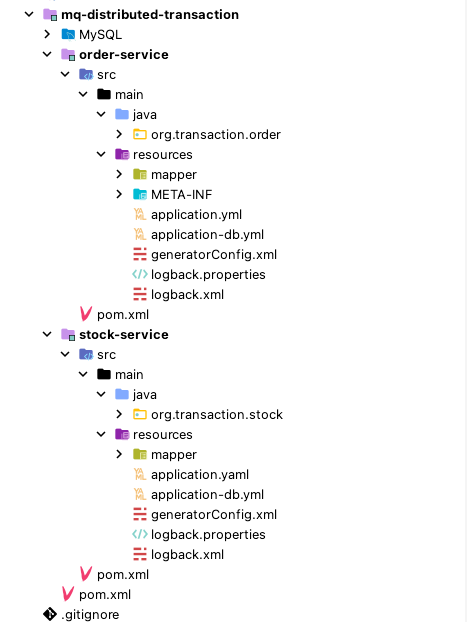 mq-distributed-transaction
MySQL
order-service
src
main
java
org.transaction.order
resources
mapper
META-INF
application.yml
application-db.yml
generatorConfig.xml
logback.properties
logback.xml
pom.xml
stock-service
src
main
java
org.transaction.stock
resources
mapper
application.yaml
application-db.yml
generatorConfig.xml
logback.properties
logback.xml
pom.xml
pom.xml
.gitignore